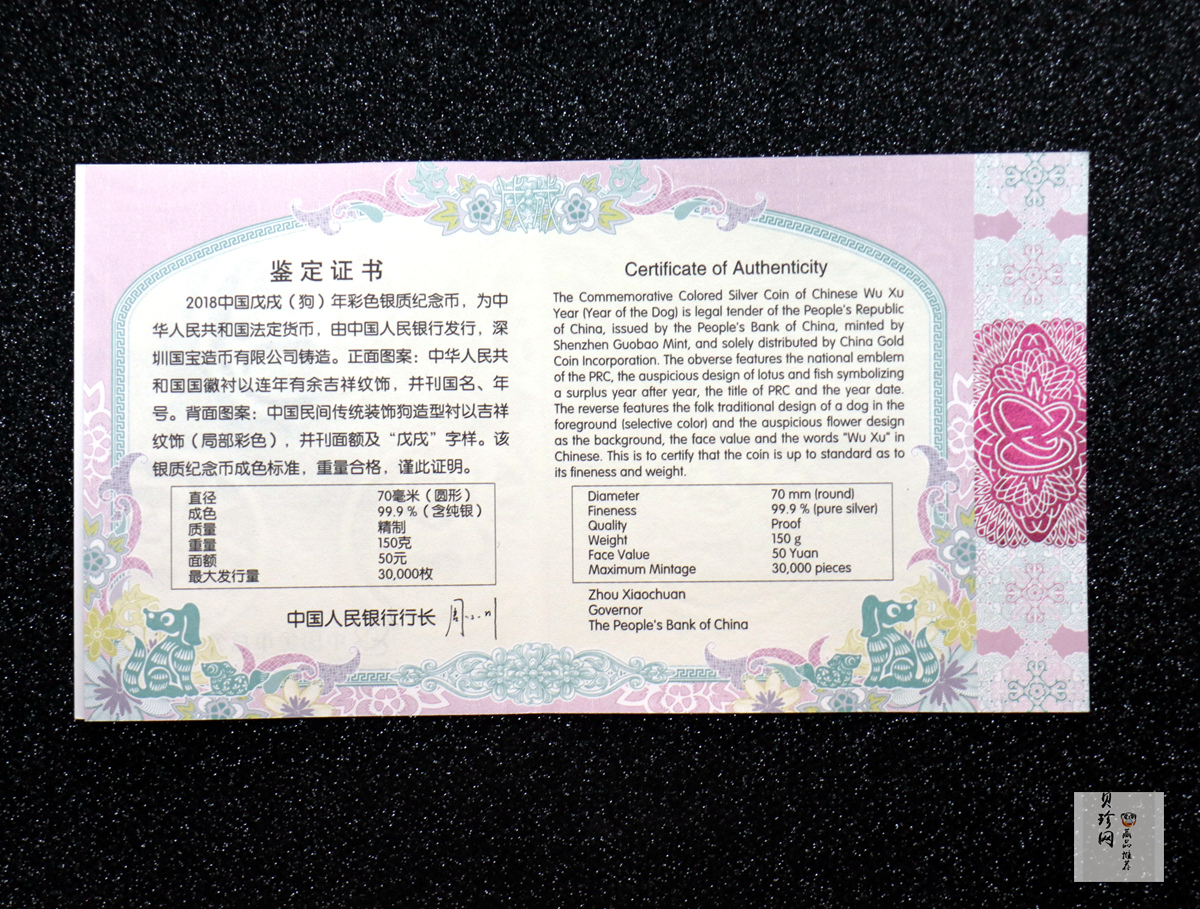 鉴定证书
2018中国戊戌（狗）年彩色银质纪念币，为中
华人民共和国法定货币，由中国人民银行发行，深
圳国宝造币有限公司铸造。正面图案：中华人民共
和国国徽衬以连年有余吉祥纹饰，并刊国名、年
号。背面图案：中国民间传统装饰狗造型衬以吉祥
纹饰（局部彩色），并刊面额及“戊戌”字样。该
银质纪念币成色标准，重量合格，谨此证明。
直径 70毫米（圆形）
成色 99.9 %（含纯银）
质量 精制
重量 150克
面额 50元
最大发行量 30,000枚
中国人民银行行长
Certificate of Authenticity
The Commemorative Colored Silver Coin of Chinese Wu Xu
Year (Year of the Dog) is legal tender of the People's Republic
of China, issued by the People's Bank of China, minted by
Shenzhen Guobao Mint, and solely distributed by China Gold
Coin Incorporation. The obverse features the national emblem
of the PRC, the auspicious design of lotus and fish symbolizing
a surplus year after year, the title of PRC and the year date.
The reverse features the folk traditional design of a dog in the
foreground (selective color) and the auspicious flower design
as the background, the face value and the words "Wu Xu" in
Chinese. This is to certify that the coin is up to standard as to
its fineness and weight.
Diameter 70 mm (round)
Fineness 99.9 % (pure silver)
Quality Proof
Weight 150 g
Face Value 50 Yuan
Maximum Mintage 30,000 pieces
Zhou Xiaochuan
Governor
The People's Bank of China
贝珍网
藏品推荐